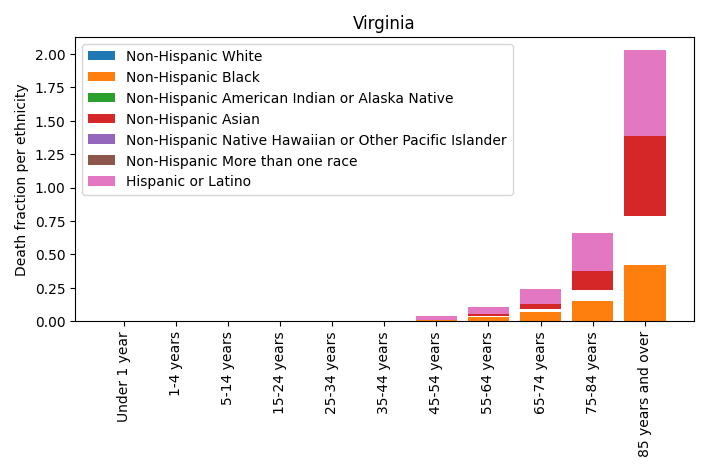 Virginia
Death fraction per ethnicity
2.00
1.75
1.50
1.25
1.00
0.75
0.50
0.25
0.00
Non-Hispanic White
Non-Hispanic Black
Non-Hispanic American Indian or Alaska Native
Non-Hispanic Asian
Non-Hispanic Native Hawaiian or Other Pacific Islander
Non-Hispanic More than one race
Hispanic or Latino
Under 1 year
1-4 years
5-14 years
15-24 years
25-34 years
35-44 years
45-54 years
55-64 years
65-74 years
75-84 years
85 years and over